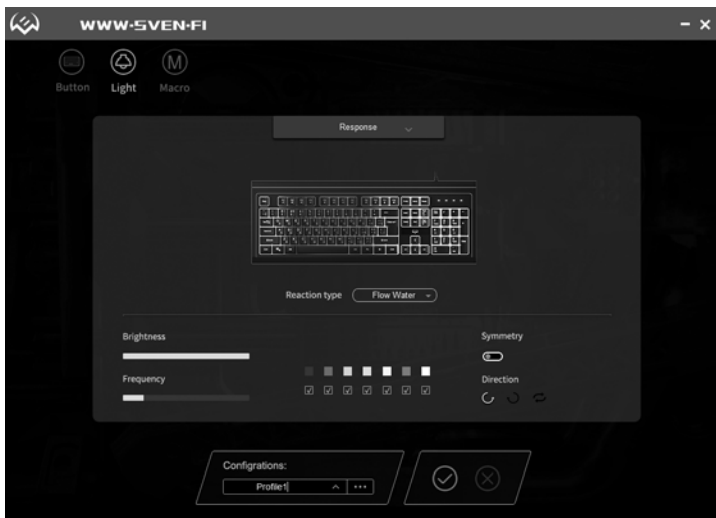 WWW·SVEN·FI
Button Light Macro
Response
Reaction type Flow Water
Brightness
Symmetry
Frequency
Direction
Configrations:
Profile1